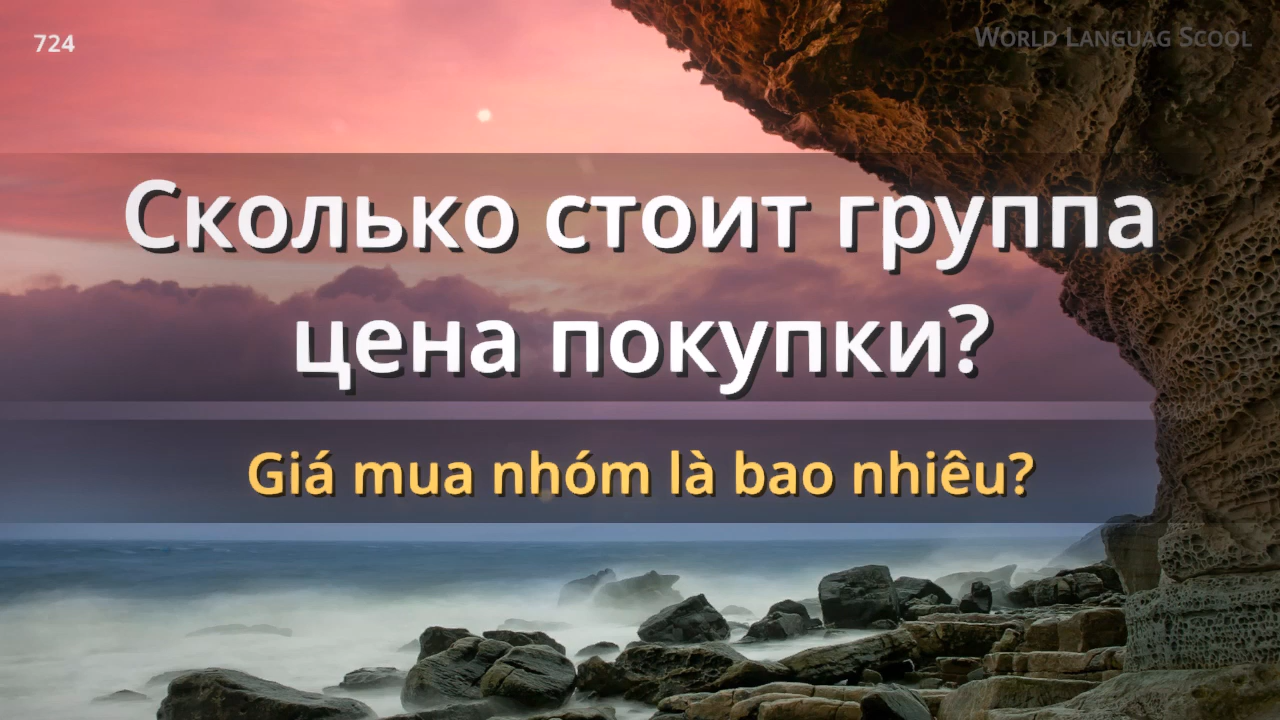 724
World Languag Scool
Сколько стоит группа
цена покупки?
Giá mua nhóm là bao nhiêu?